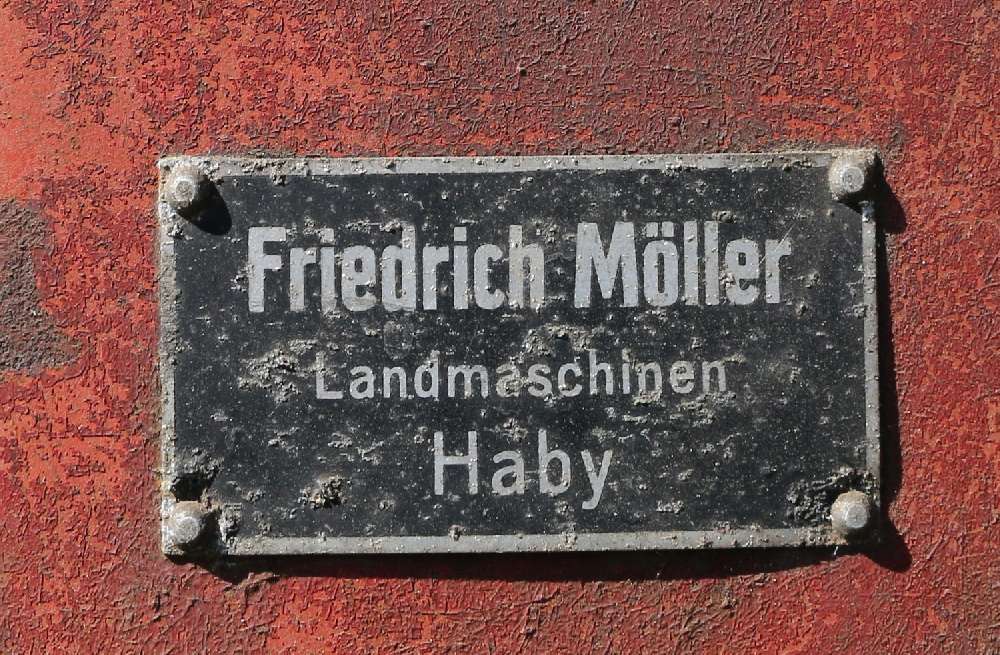 Friedrich Möller
Landmaschinen
Haby